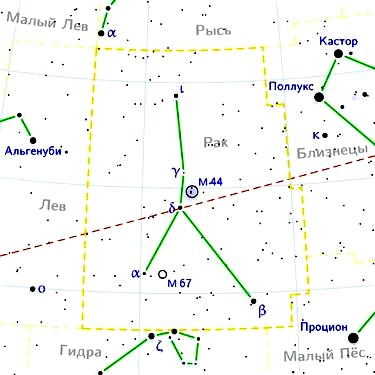 Малый Лев
α
Рысь
Кастор
Поллукс
ι
κ
Рак
Близнецы
Альгенуби
γ
M 44
Лев
δ
α
M 67
ο
β
Процион
ζ
Гидра
Малый Пёс